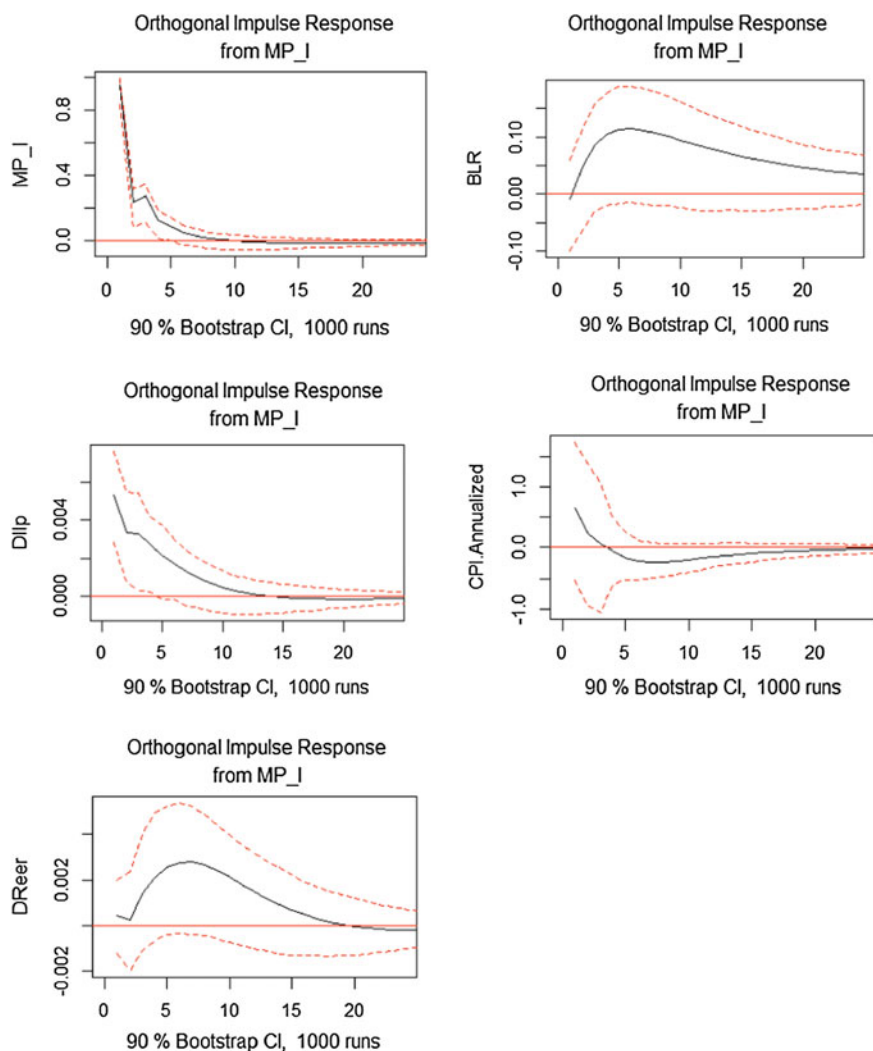 Orthogonal Impulse Response
from MP_I
MP_I
0.8
0.4
0.0
0 5 10 15 20
90 % Bootstrap CI, 1000 runs
Orthogonal Impulse Response
from MP_I
BLR
0.10
0.00
-0.10
0 5 10 15 20
90 % Bootstrap CI, 1000 runs
Orthogonal Impulse Response
from MP_I
DIIp
0.004
0.000
0 5 10 15 20
90 % Bootstrap CI, 1000 runs
Orthogonal Impulse Response
from MP_I
CPI.Annualized
1.0
0.0
-1.0
0 5 10 15 20
90 % Bootstrap CI, 1000 runs
Orthogonal Impulse Response
from MP_I
DReer
0.002
-0.002
0 5 10 15 20
90 % Bootstrap CI, 1000 runs